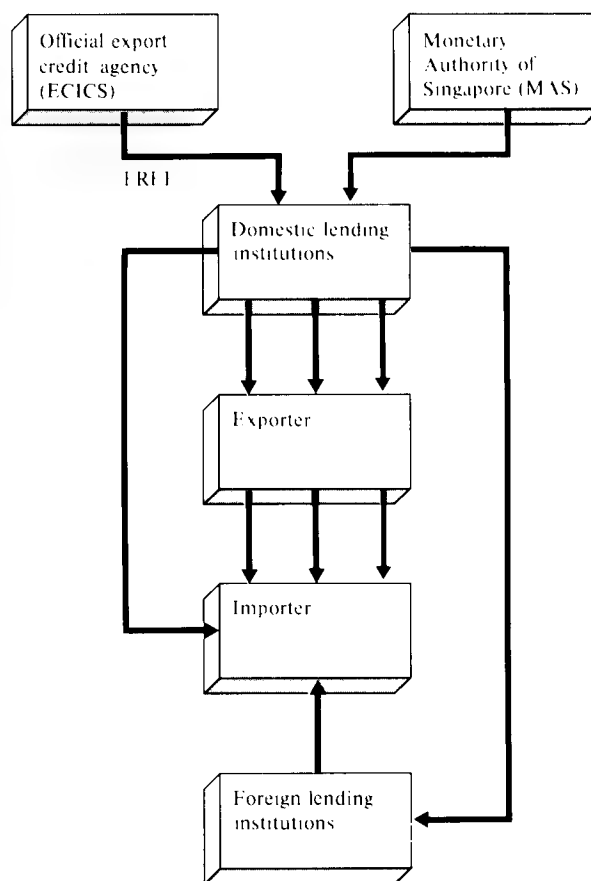 Official export
credit agency
(ECICS)
Monetary
Authority of
Singapore (MAS)
Domestic lending
institutions
Exporter
Importer
Foreign lending
institutions